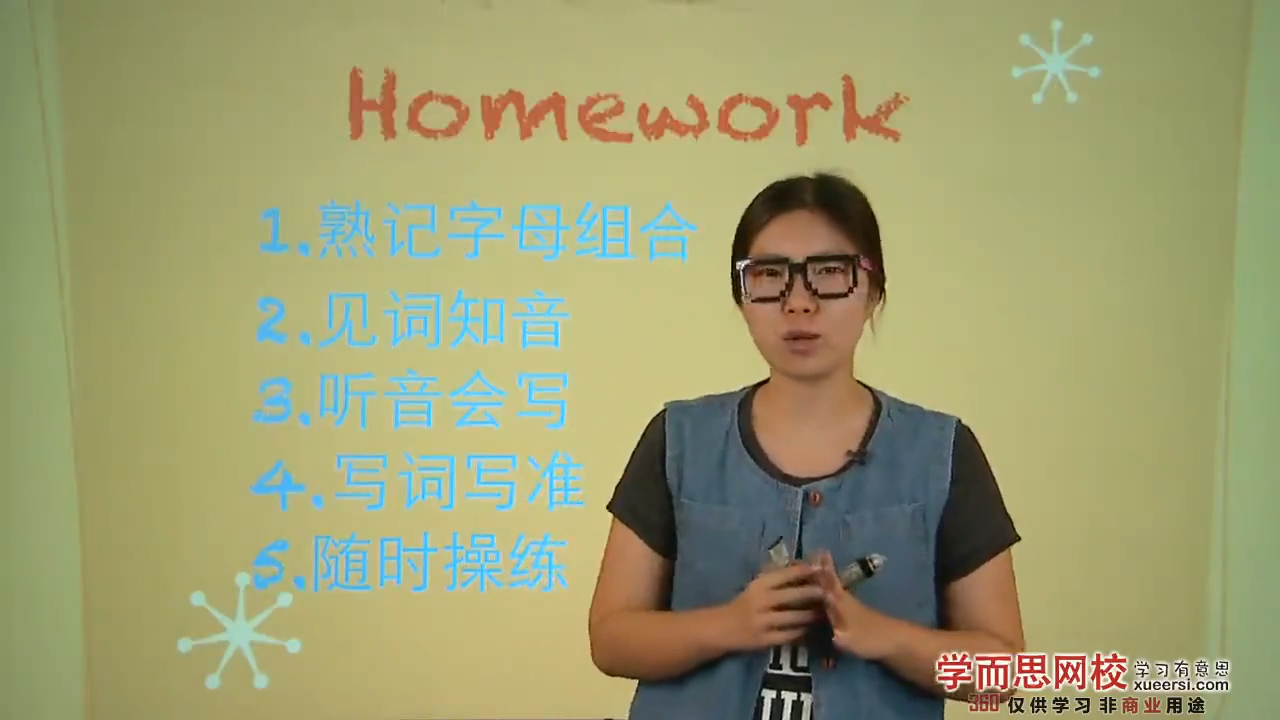 Homework
1.熟记字母组合
2.见词知音
3.听音会写
4.写词写准
5.随时操练
学而思网校 学习有意思
xueersi.com
360°仅供学习 非商业用途